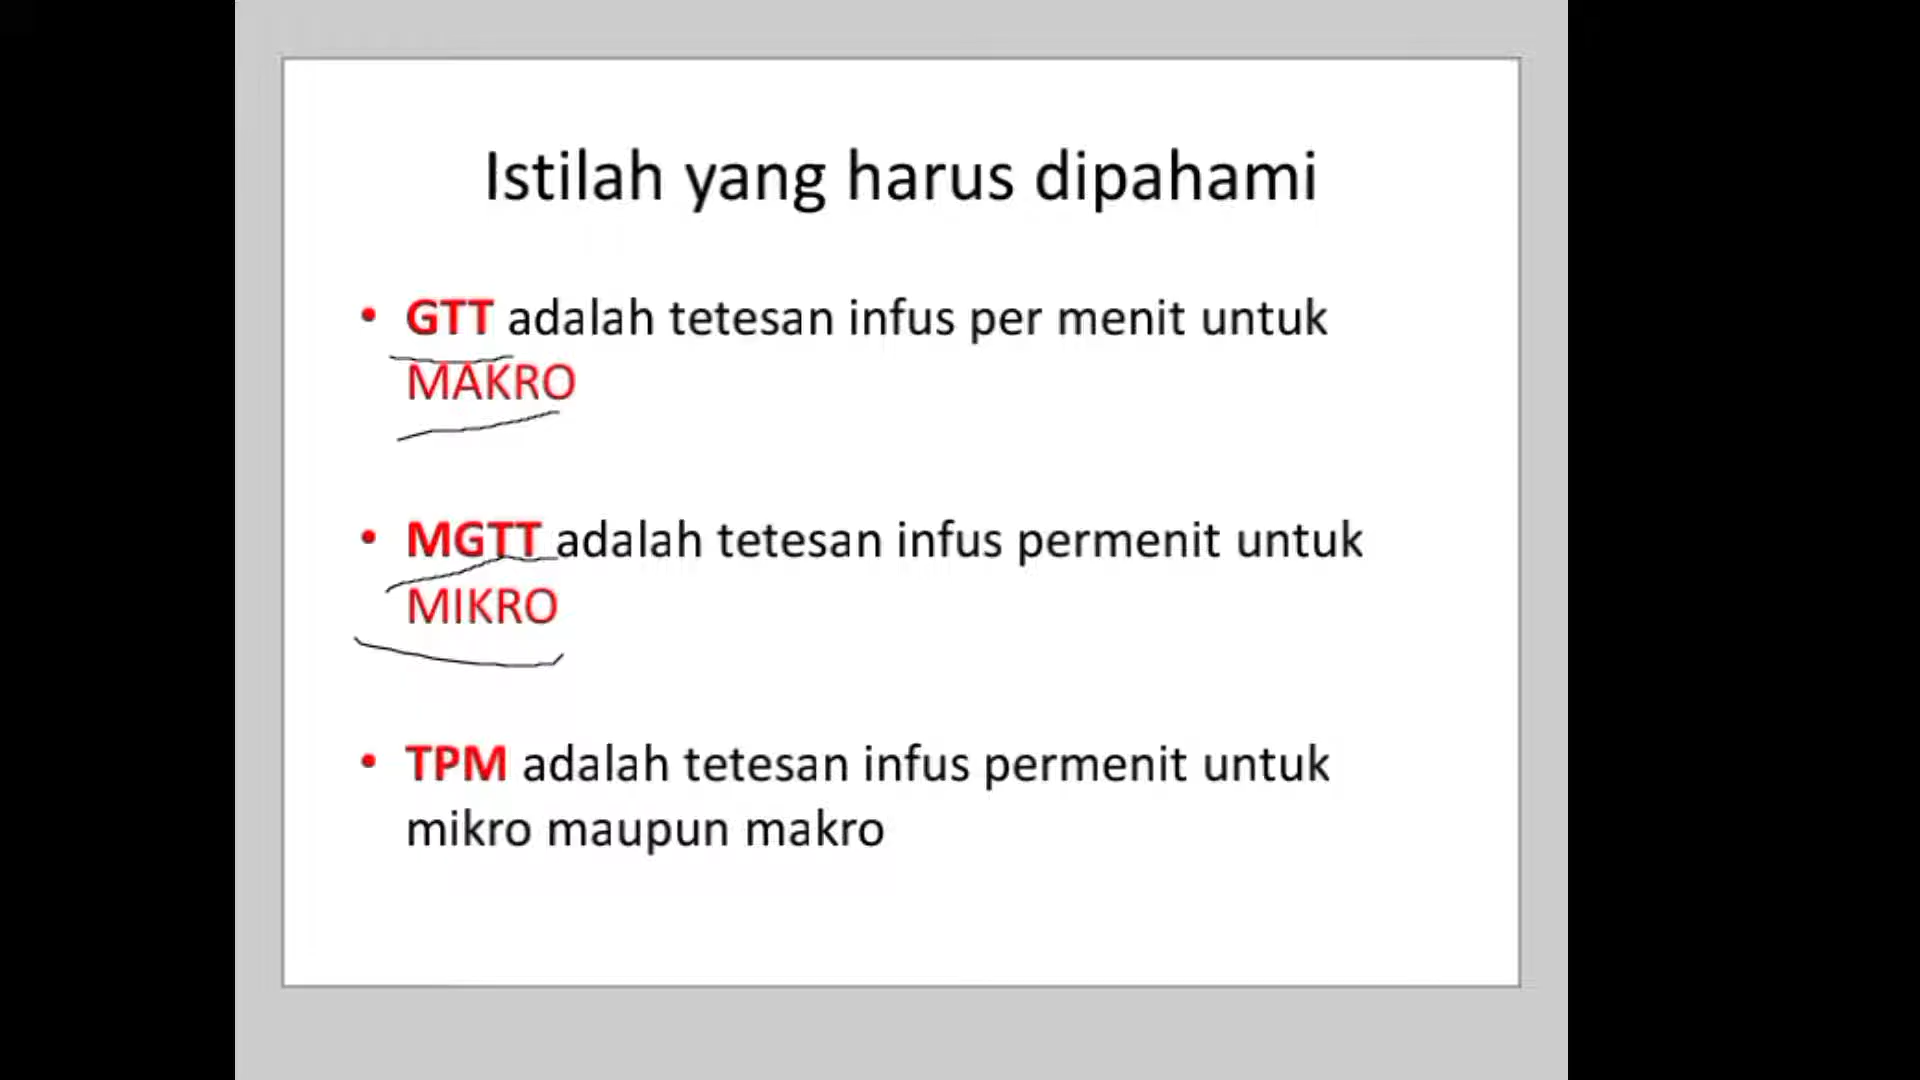 Istilah yang harus dipahami
• GTT adalah tetesan infus per menit untuk
MAKRO
• MGTT adalah tetesan infus permenit untuk
MIKRO
• TPM adalah tetesan infus permenit untuk
mikro maupun makro